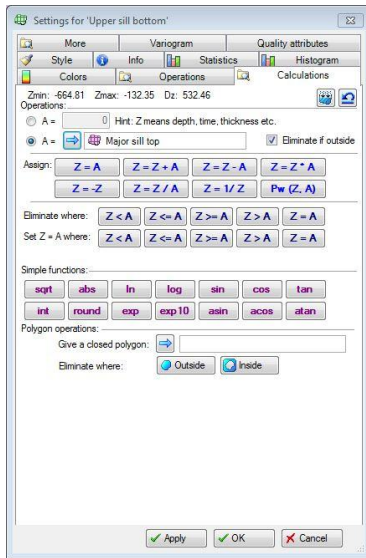 Settings for 'Upper sill bottom'
More Variogram Quality attributes
Style Info Statistics Histogram
Colors Operations Calculations
Zmin: -664.81 Zmax: -132.35 Dz: 532.46
Operations:
A = 0 Hint: Z means depth, time, thickness etc.
A = Major sill top Eliminate if outside
Assign: Z = A Z = Z + A Z = Z - A Z = Z * A
Z = -Z Z = Z / A Z = 1/ Z Pw (Z, A)
Eliminate where: Z < A Z <= A Z >= A Z > A Z = A
Set Z = A where: Z < A Z <= A Z >= A Z > A Z = A
Simple functions:
sqrt abs ln log sin cos tan
int round exp exp10 asin acos atan
Polygon operations:
Give a closed polygon:
Eliminate where: Outside Inside
Apply OK Cancel